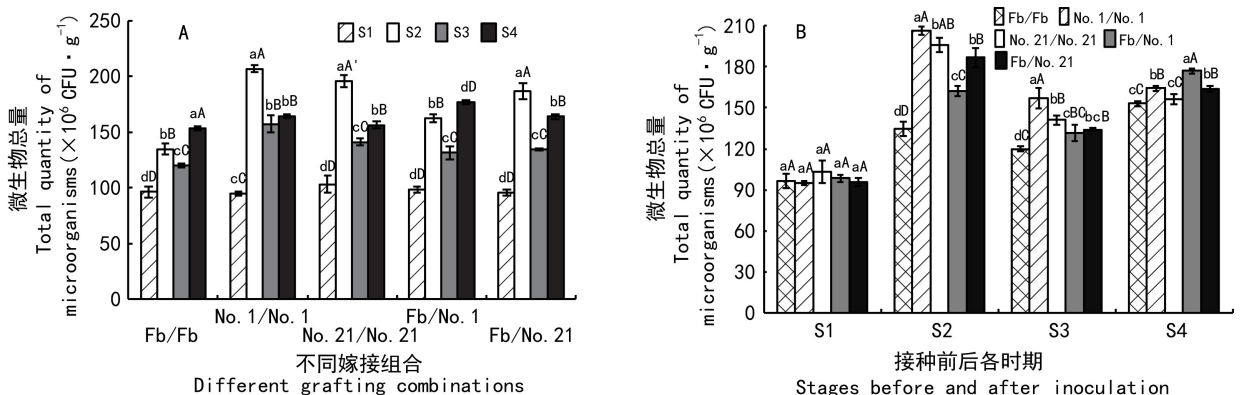 微生物总量
Total quantity of
microorganisms(×10⁶ CFU·g⁻¹)
250
200
150
100
50
0
A
S1 S2 S3 S4
dD bB cC aA
cC aA bB bB
dD aA' cC bB
dD bB cC dD
dD aA cC bB
Fb/Fb No.1/No.1 No.21/No.21 Fb/No.1 Fb/No.21
不同嫁接组合
Different grafting combinations
微生物总量
Total quantity of
microorganisms(×10⁶ CFU·g⁻¹)
210
180
150
120
90
60
30
0
B
Fb/Fb No.1/No.1
No.21/No.21 Fb/No.1
Fb/No.21
aA aA aA aA aA
dD aA bAB cC bB
dC aA bB cBC bcB
cC bB cC aA bB
S1 S2 S3 S4
接种前后各时期
Stages before and after inoculation